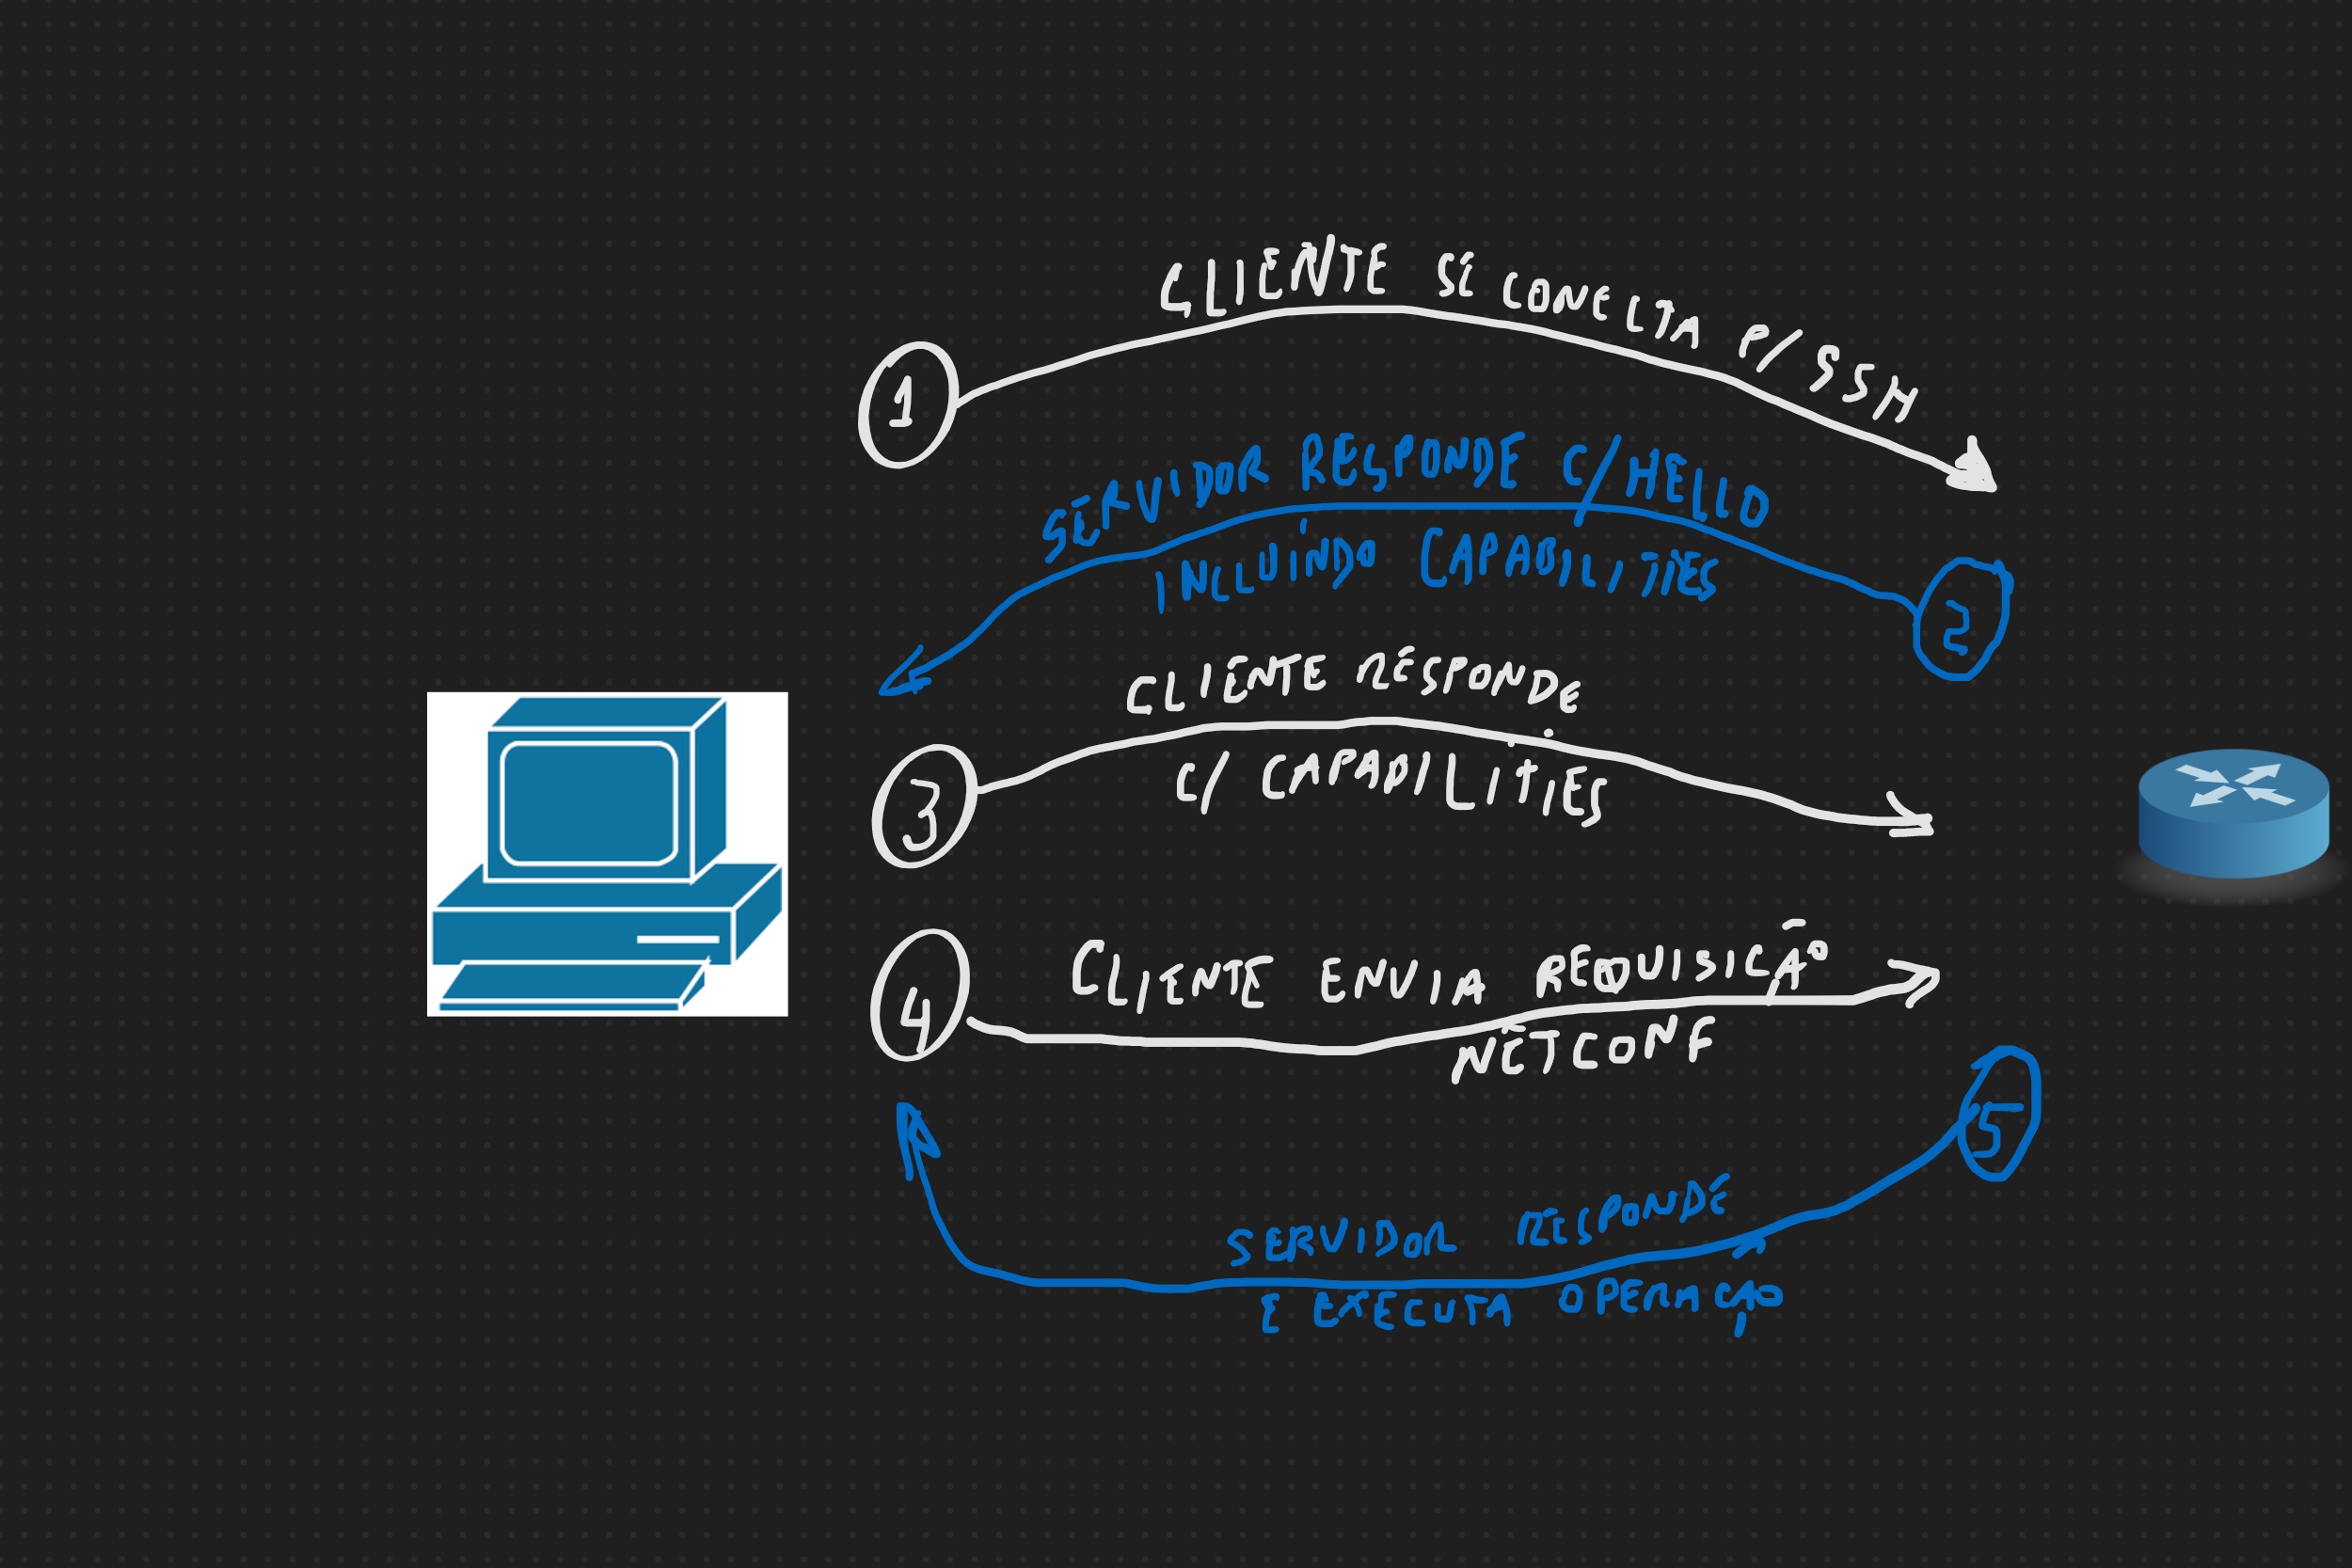 1
CLIENTE SE CONECTA P/ SSH
2
SERVIDOR RESPONDE C/ HELLO
INCLUÍNDO CAPABILITIES
3
CLIENTE RESPONDE
C/ CAPABILITIES
4
CLIENTE ENVIA REQUISIÇÃO
NETCONF
5
SERVIDOR RESPONDE
E EXECUTA OPERAÇÃO